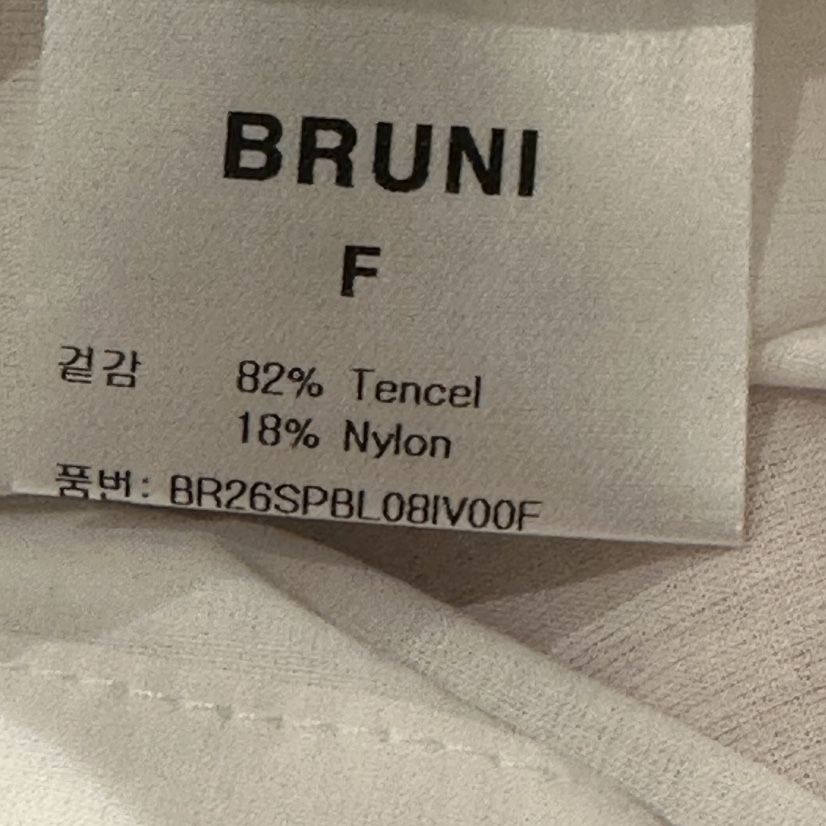 BRUNI
F
겉감 82% Tencel
18% Nylon
품번: BR26SPBL08IV00F